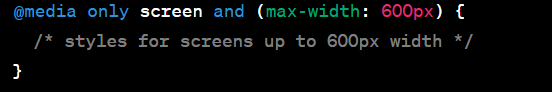 @media only screen and (max-width: 600px) {
  /* styles for screens up to 600px width */
}